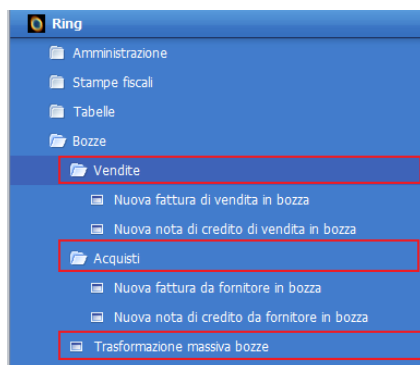 Ring
Amministrazione
Stampe fiscali
Tabelle
Bozze
Vendite
Nuova fattura di vendita in bozza
Nuova nota di credito di vendita in bozza
Acquisti
Nuova fattura da fornitore in bozza
Nuova nota di credito da fornitore in bozza
Trasformazione massiva bozze